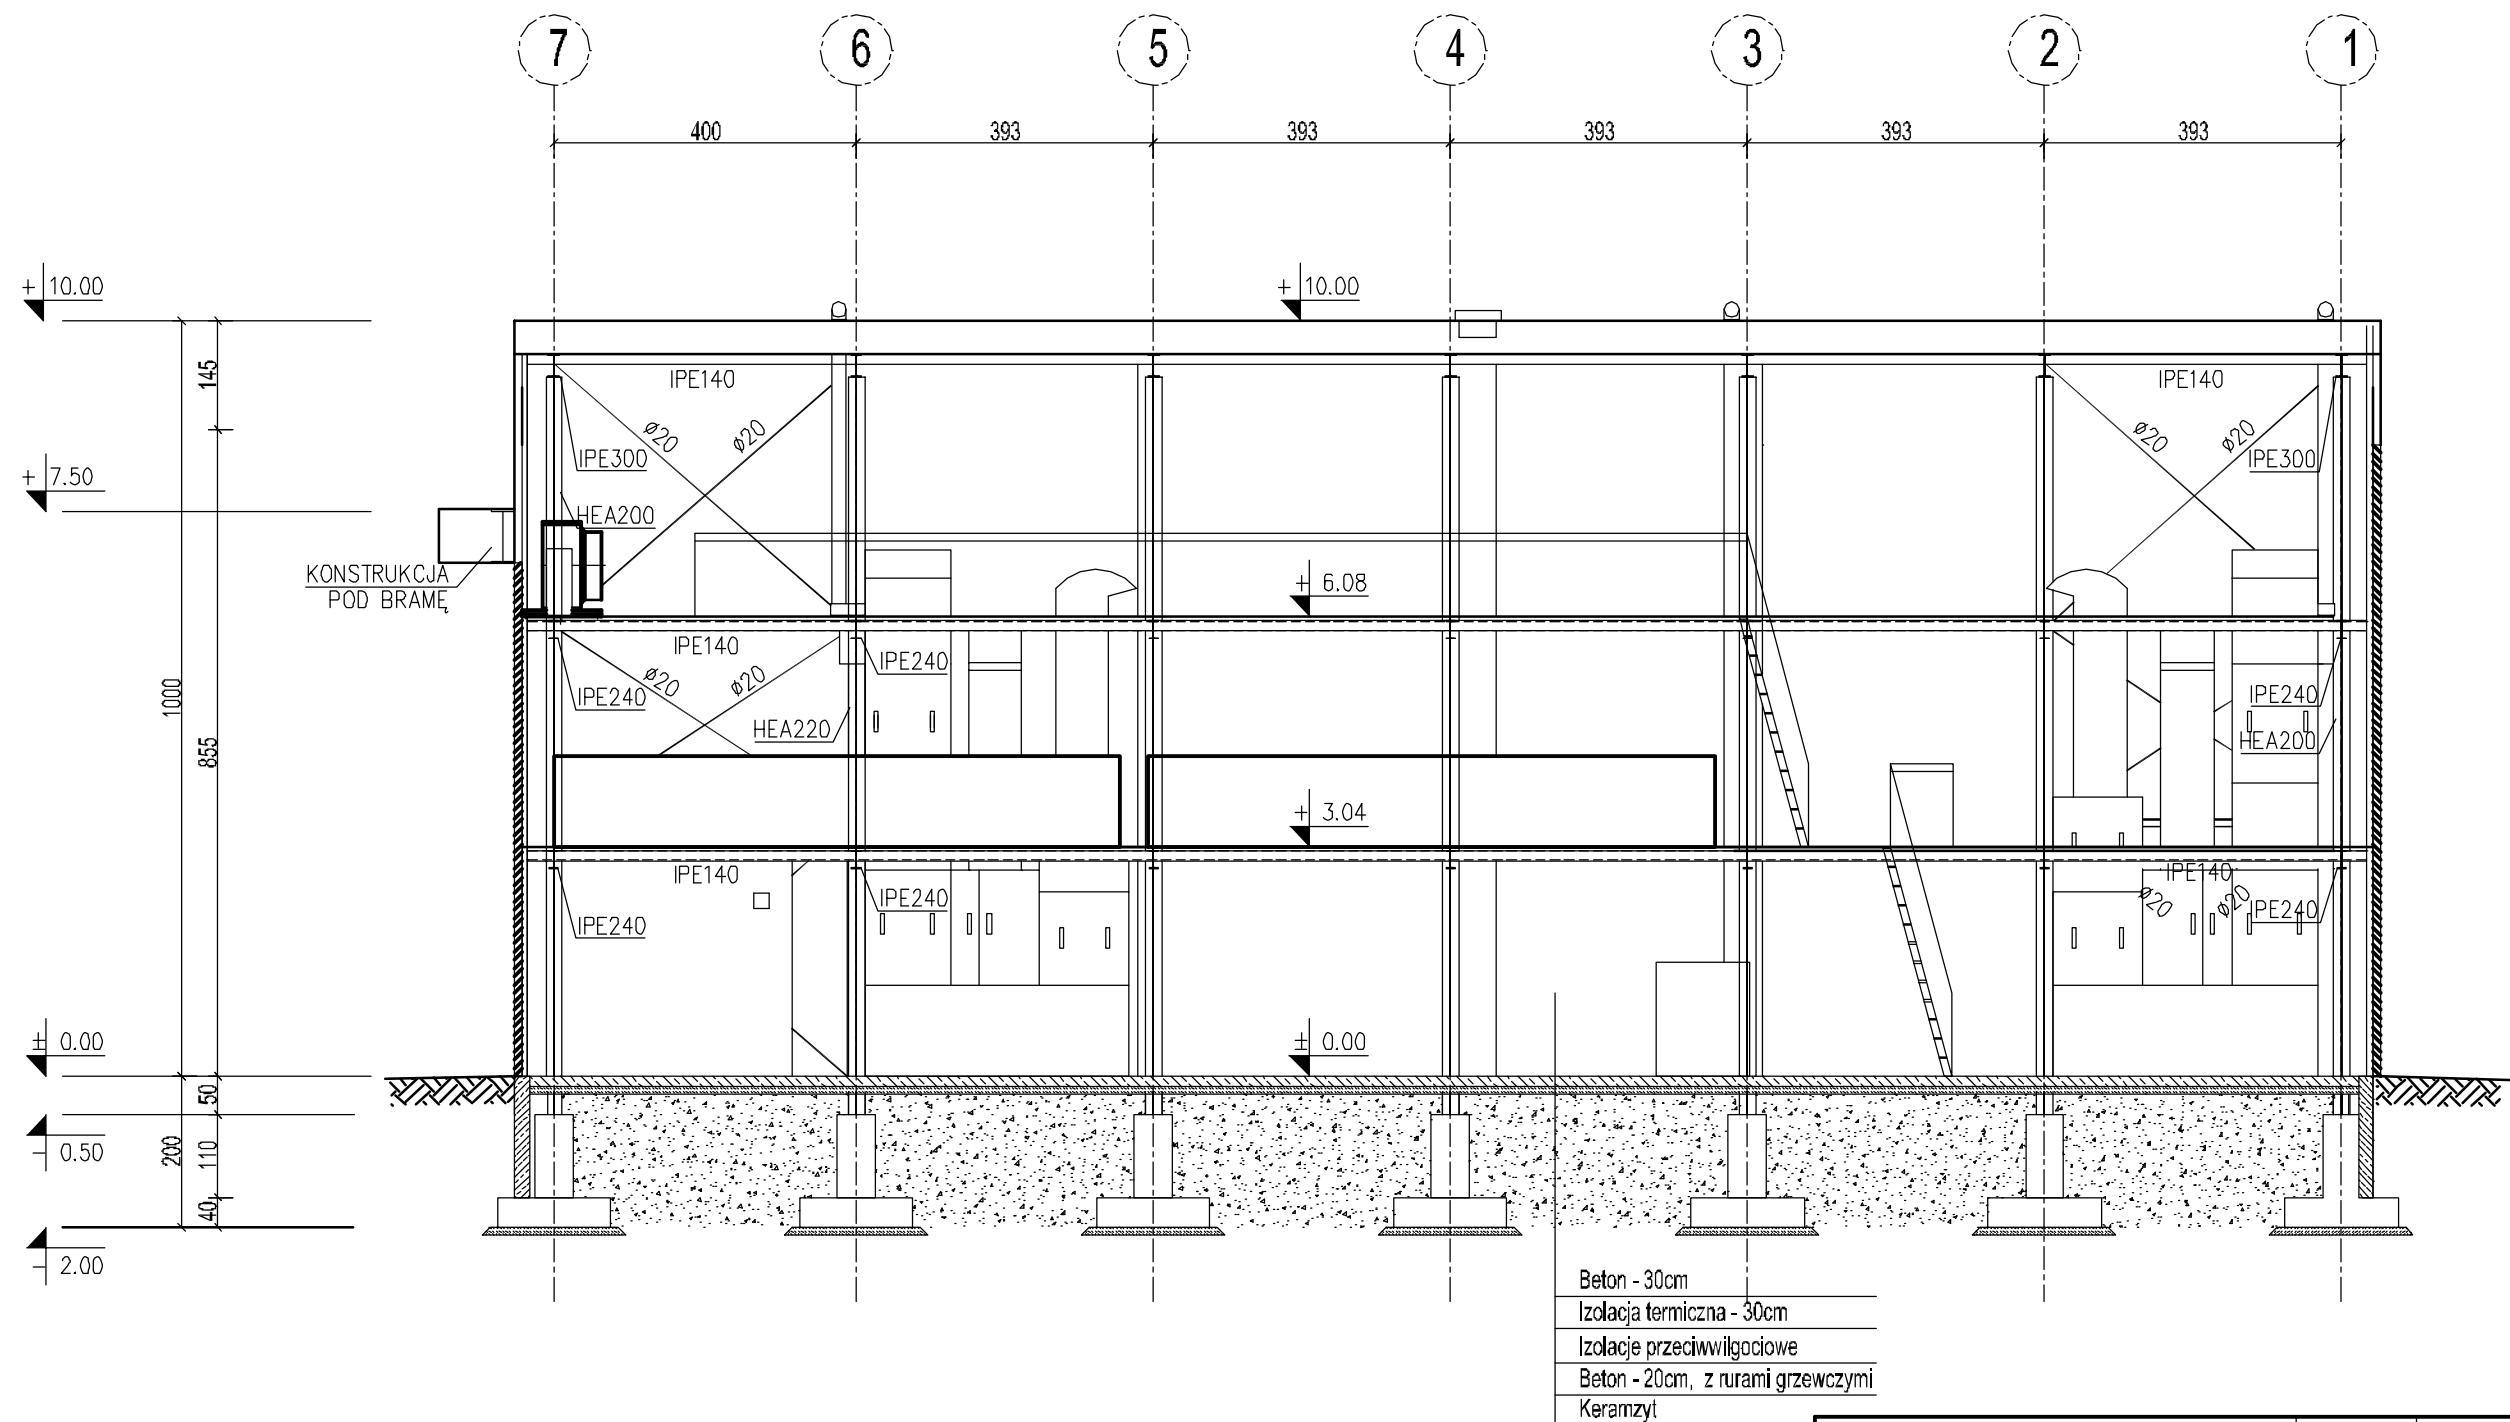 7 6 5 4 3 2 1
400 393 393 393 393 393
+ 10.00
+ 10.00
145
IPE140
IPE140
ø20
ø20
ø20
ø20
IPE300
IPE300
+ 7.50
HEA200
KONSTRUKCJA
POD BRAMĘ
+ 6.08
IPE140
IPE240
ø20
ø20
IPE240
IPE240
1000
855
HEA220
HEA200
+ 3.04
IPE140
IPE140
IPE240
ø20
ø20
IPE240
IPE240
± 0.00
± 0.00
50
- 0.50
200
110
40
- 2.00
Beton - 30cm
Izolacja termiczna - 30cm
Izolacje przeciwwilgociowe
Beton - 20cm, z rurami grzewczymi
Keramzyt